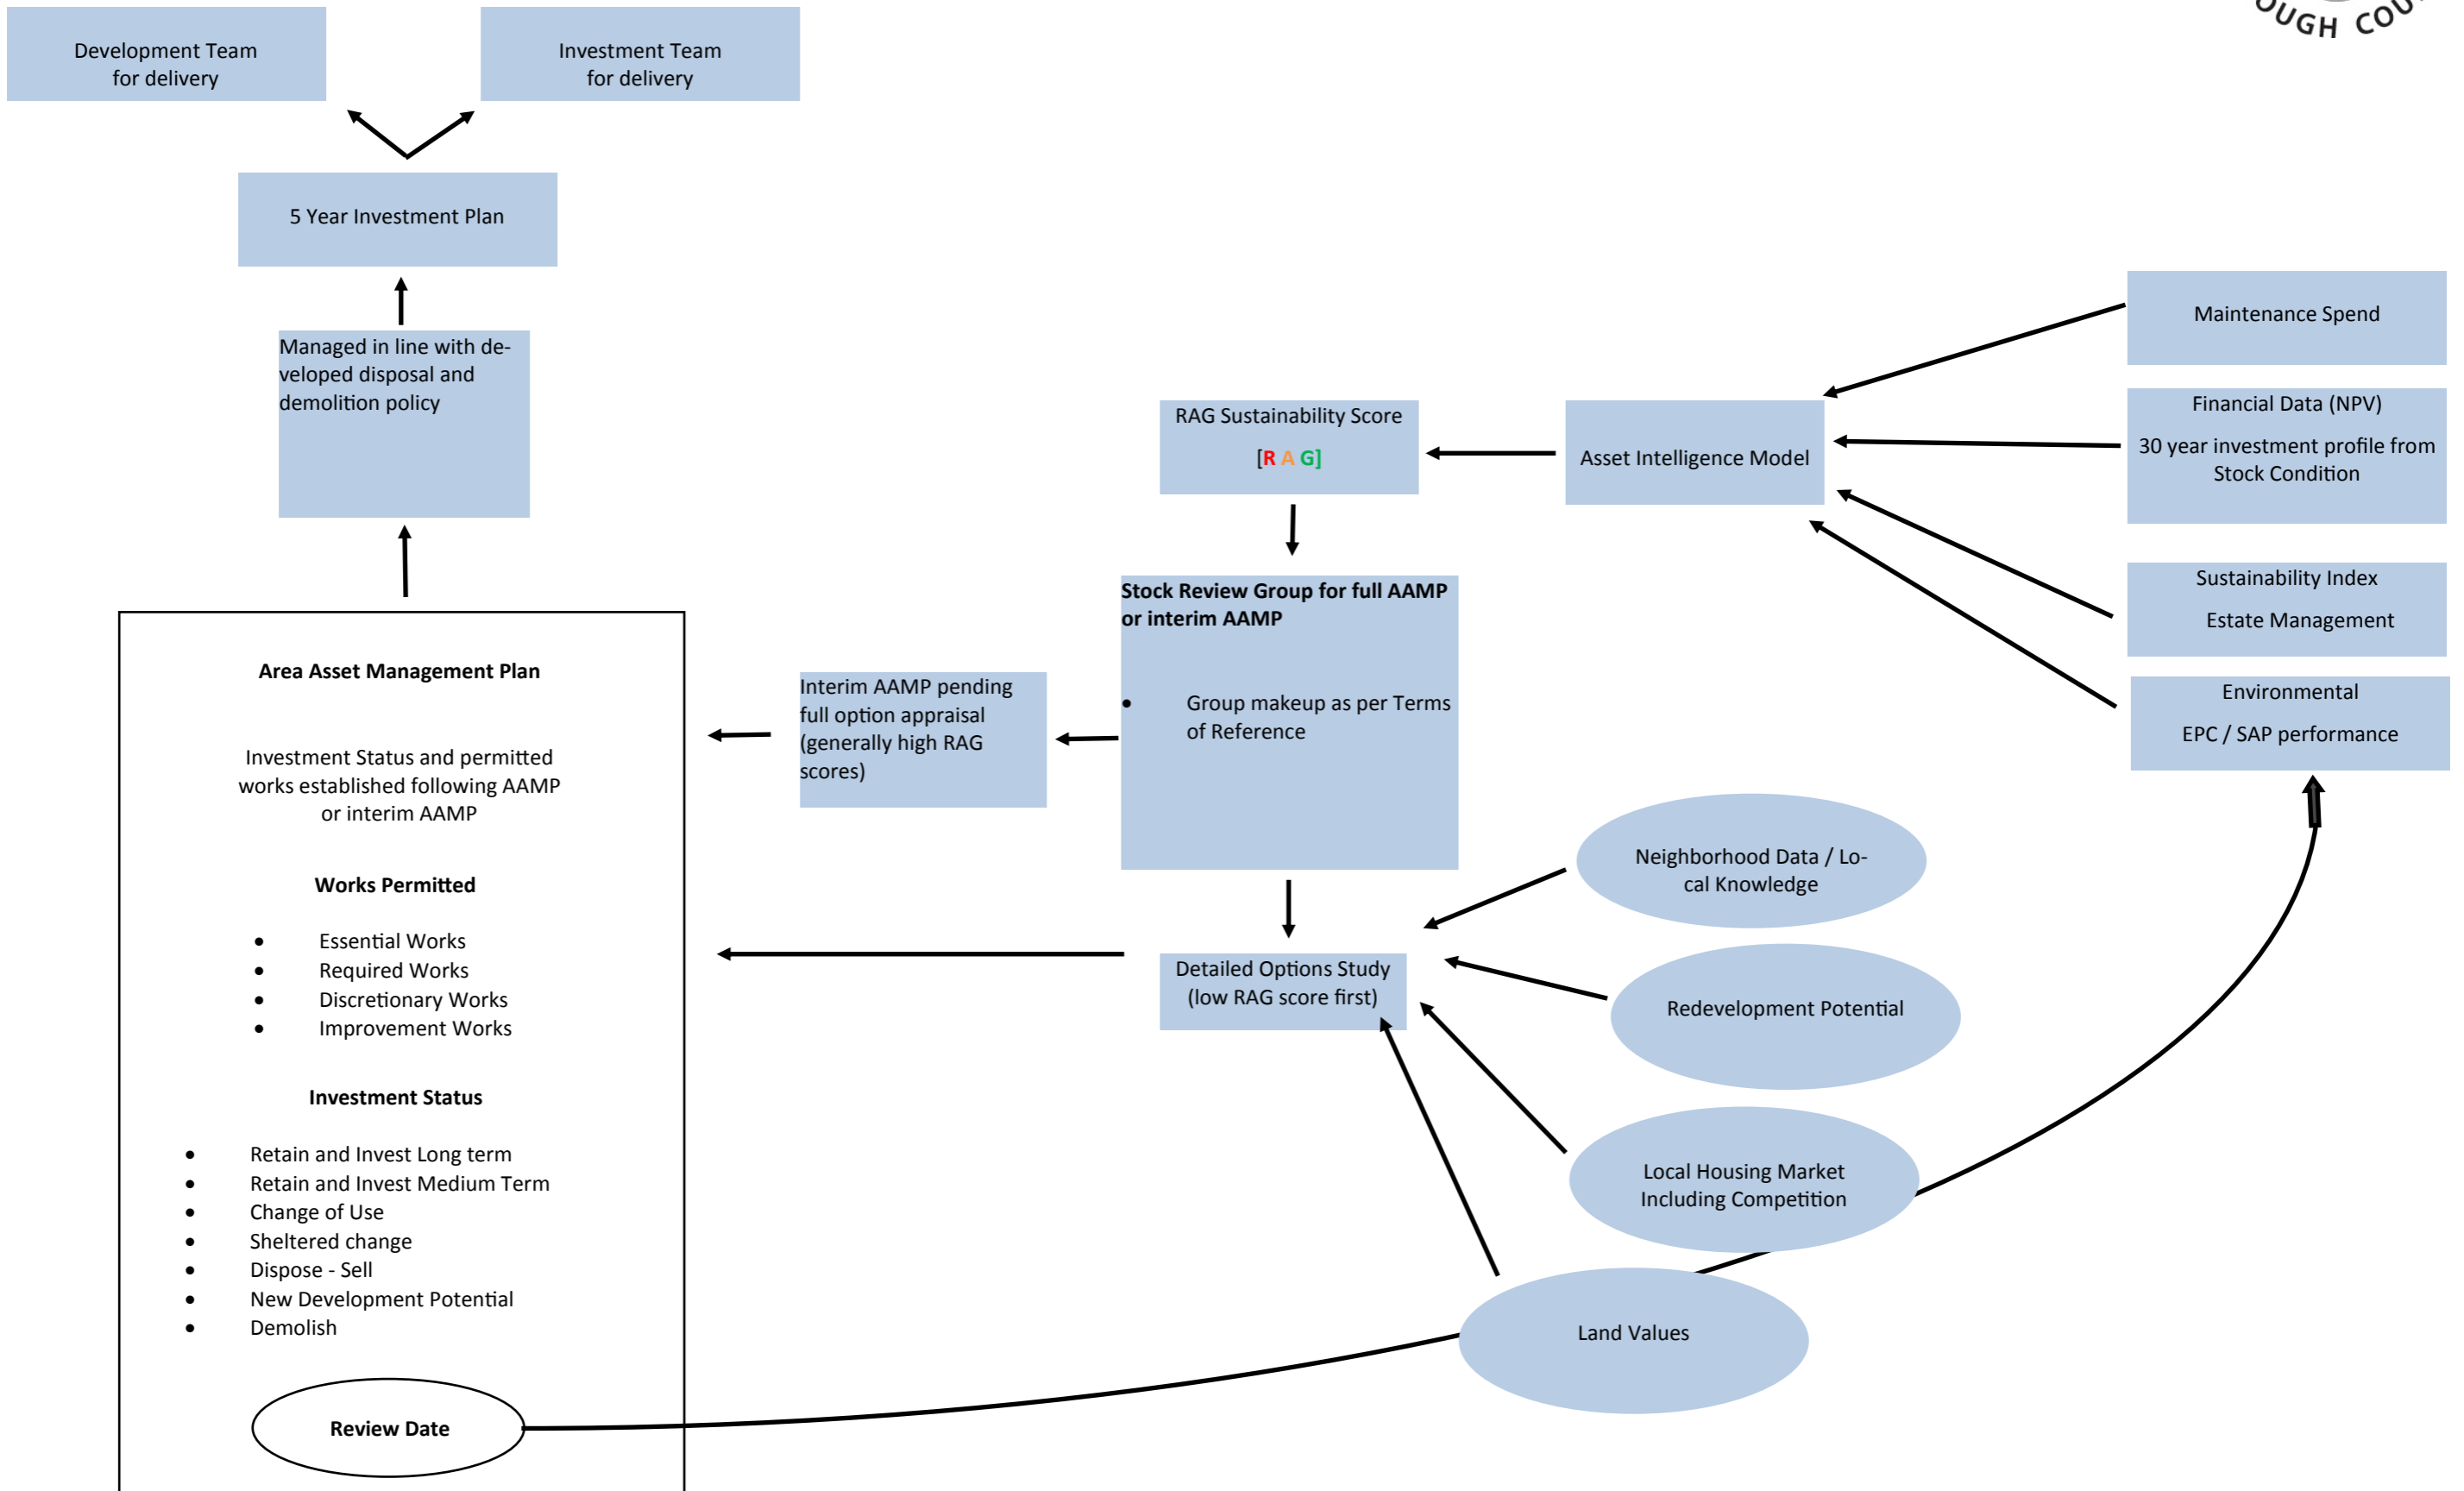 OUGH COU
Development Team
for delivery
Investment Team
for delivery
5 Year Investment Plan
Managed in line with de-
veloped disposal and
demolition policy
Maintenance Spend
Financial Data (NPV)
30 year investment profile from
Stock Condition
Sustainability Index
Estate Management
Environmental
EPC / SAP performance
Asset Intelligence Model
RAG Sustainability Score
[R A G]
Stock Review Group for full AAMP
or interim AAMP
• Group makeup as per Terms
of Reference
Interim AAMP pending
full option appraisal
(generally high RAG
scores)
Detailed Options Study
(low RAG score first)
Neighborhood Data / Lo-
cal Knowledge
Redevelopment Potential
Local Housing Market
Including Competition
Land Values
Area Asset Management Plan
Investment Status and permitted
works established following AAMP
or interim AAMP
Works Permitted
• Essential Works
• Required Works
• Discretionary Works
• Improvement Works
Investment Status
• Retain and Invest Long term
• Retain and Invest Medium Term
• Change of Use
• Sheltered change
• Dispose - Sell
• New Development Potential
• Demolish
Review Date